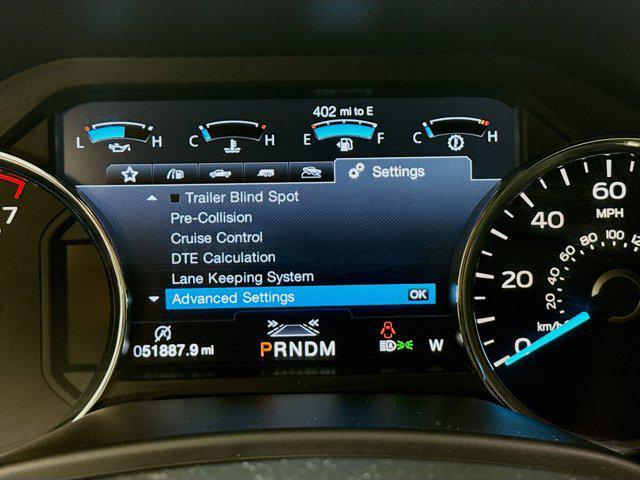 402 mi to E
L H C H E F C H
Settings
Trailer Blind Spot
Pre-Collision
Cruise Control
DTE Calculation
Lane Keeping System
Advanced Settings OK
051887.9 mi PRNDM W
7
0 20 40 60
MPH
20 40 60 80 100
km/h